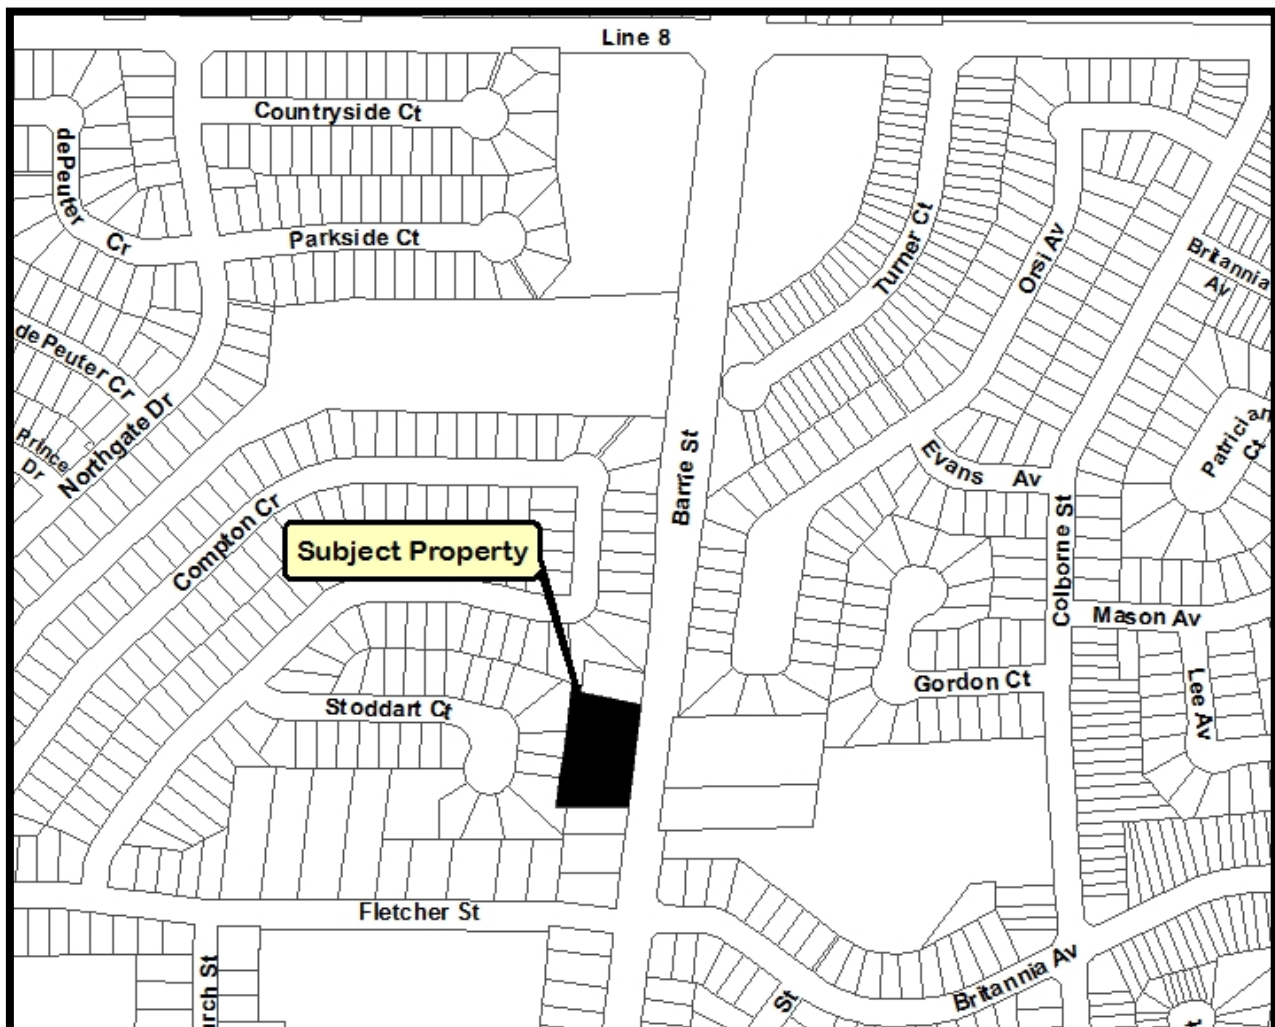 Line 8
Countryside Ct
dePeuter
Cr
Parkside Ct
Turner Ct
Orsi Av
Britannia
Av
de Peuter Cr
Northgate Dr
Prince
Dr
Patrician
Ct
Evans Av
Barrie St
Compton Cr
Colborne St
Subject Property
Mason Av
Gordon Ct
Lee Av
Stoddart Ct
Fletcher St
Britannia Av
urch St
St
t